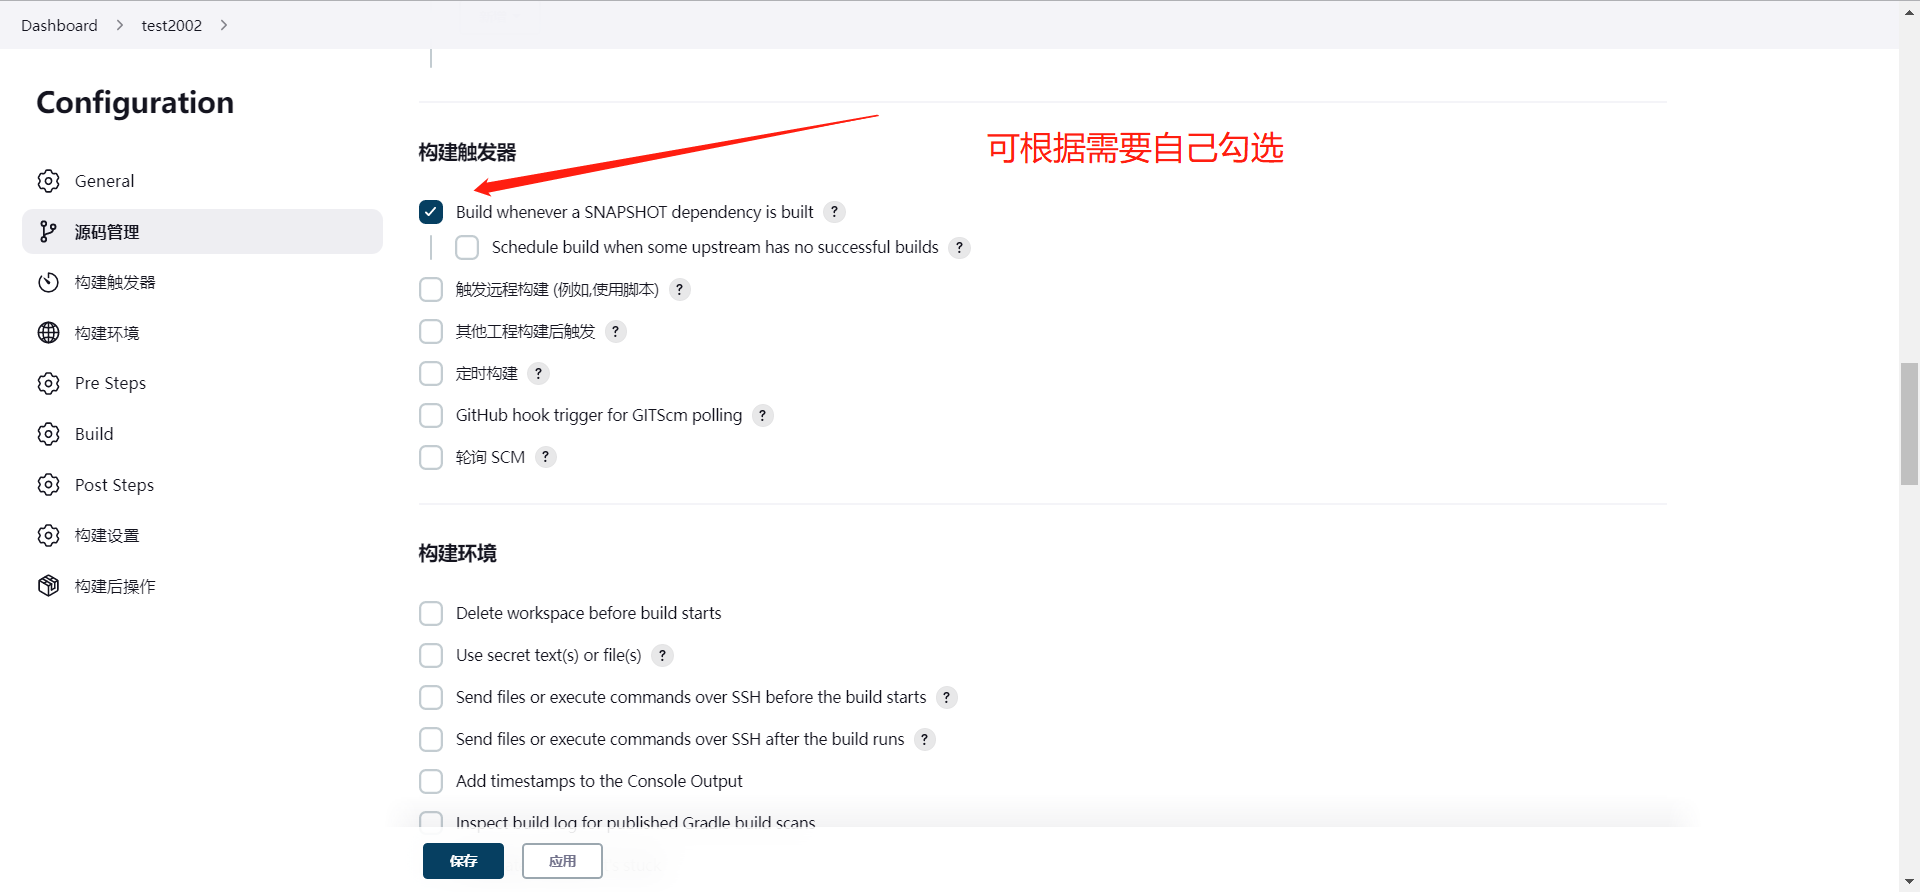 Dashboard > test2002 >
Configuration
General
源码管理
构建触发器
构建环境
Pre Steps
Build
Post Steps
构建设置
构建后操作
构建触发器
可根据需要自己勾选
Build whenever a SNAPSHOT dependency is built ?
Schedule build when some upstream has no successful builds ?
触发远程构建 (例如,使用脚本) ?
其他工程构建后触发 ?
定时构建 ?
GitHub hook trigger for GITScm polling ?
轮询 SCM ?
构建环境
Delete workspace before build starts
Use secret text(s) or file(s) ?
Send files or execute commands over SSH before the build starts ?
Send files or execute commands over SSH after the build runs ?
Add timestamps to the Console Output
Inspect build log for published Gradle build scans
保存 应用